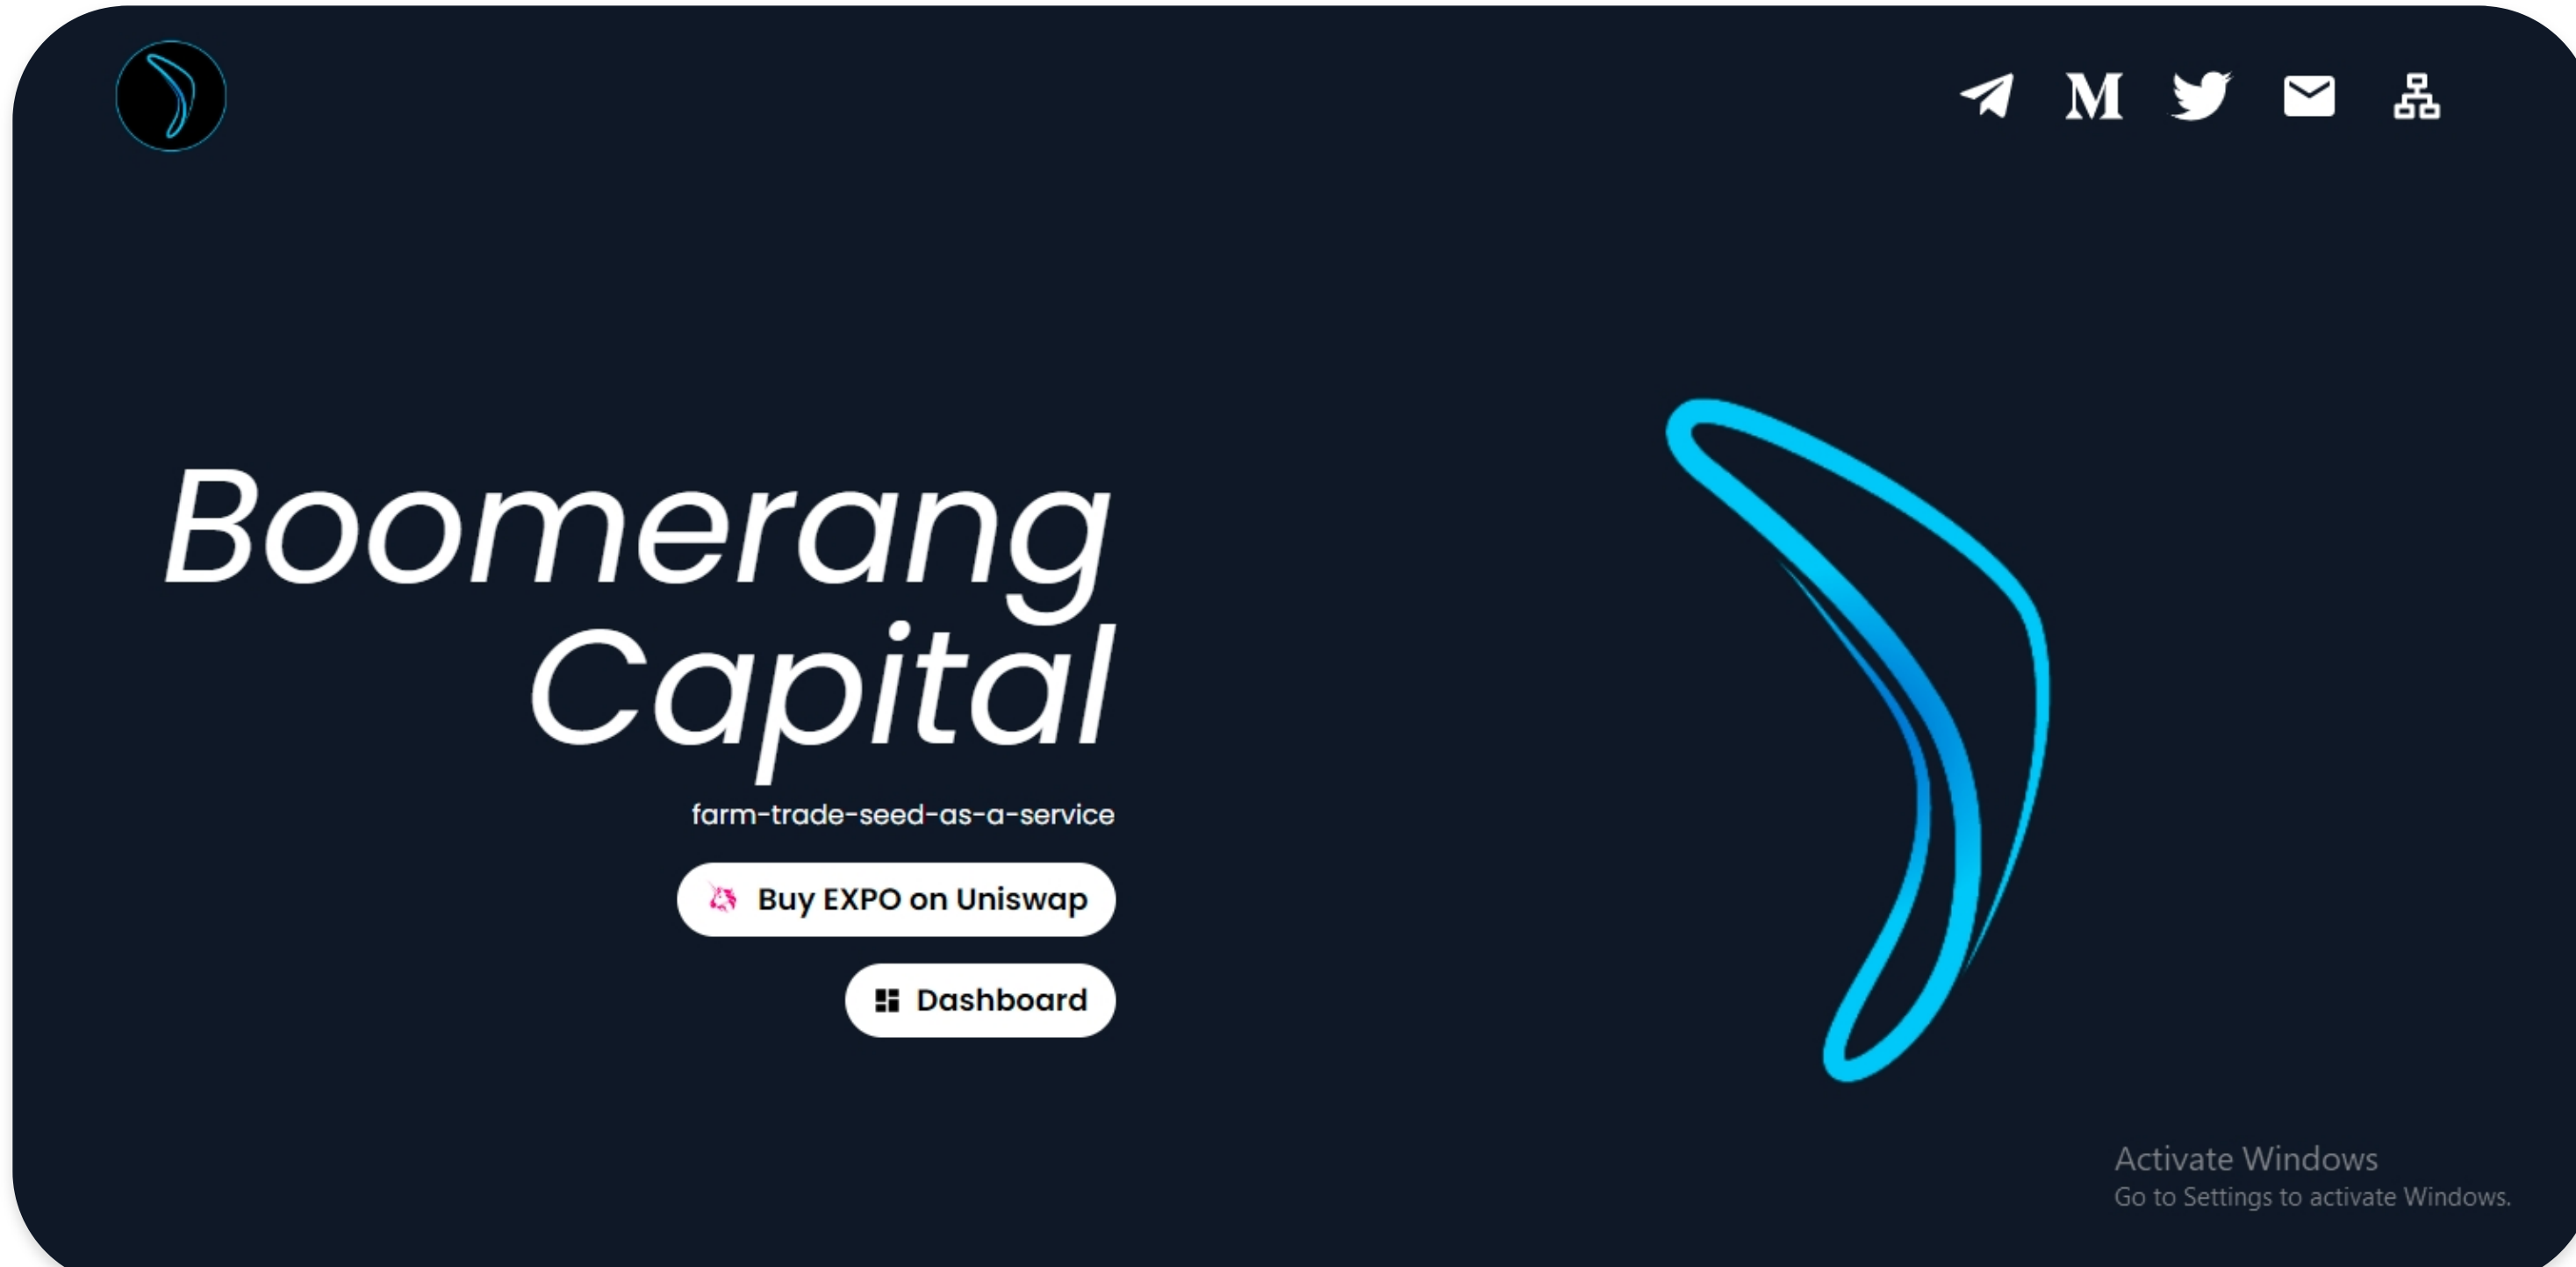 Boomerang
Capital
farm-trade-seed-as-a-service
Buy EXPO on Uniswap
Dashboard
Activate Windows
Go to Settings to activate Windows.